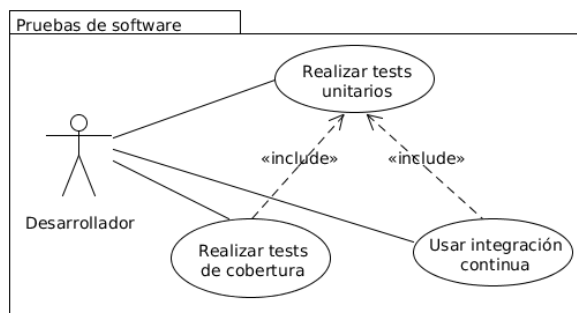 Pruebas de software
Realizar tests
unitarios
«include»
«include»
Desarrollador
Realizar tests
de cobertura
Usar integración
continua